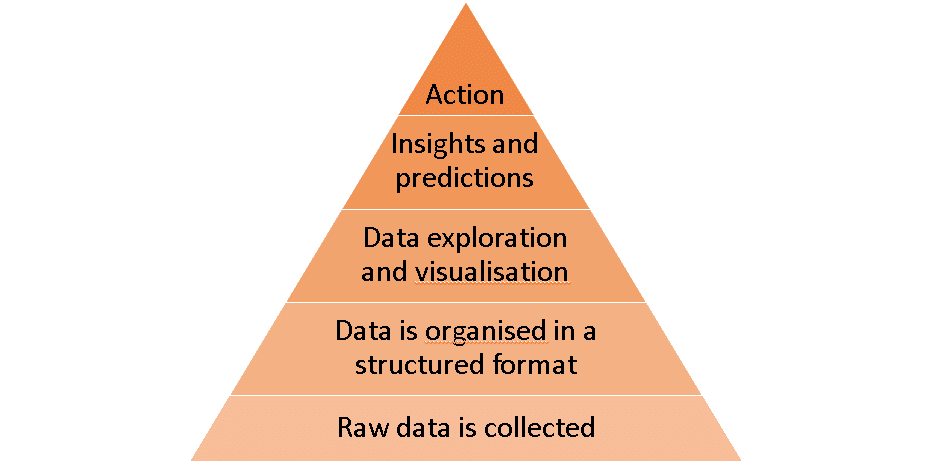 Action
Insights and
predictions
Data exploration
and visualisation
Data is organised in a
structured format
Raw data is collected